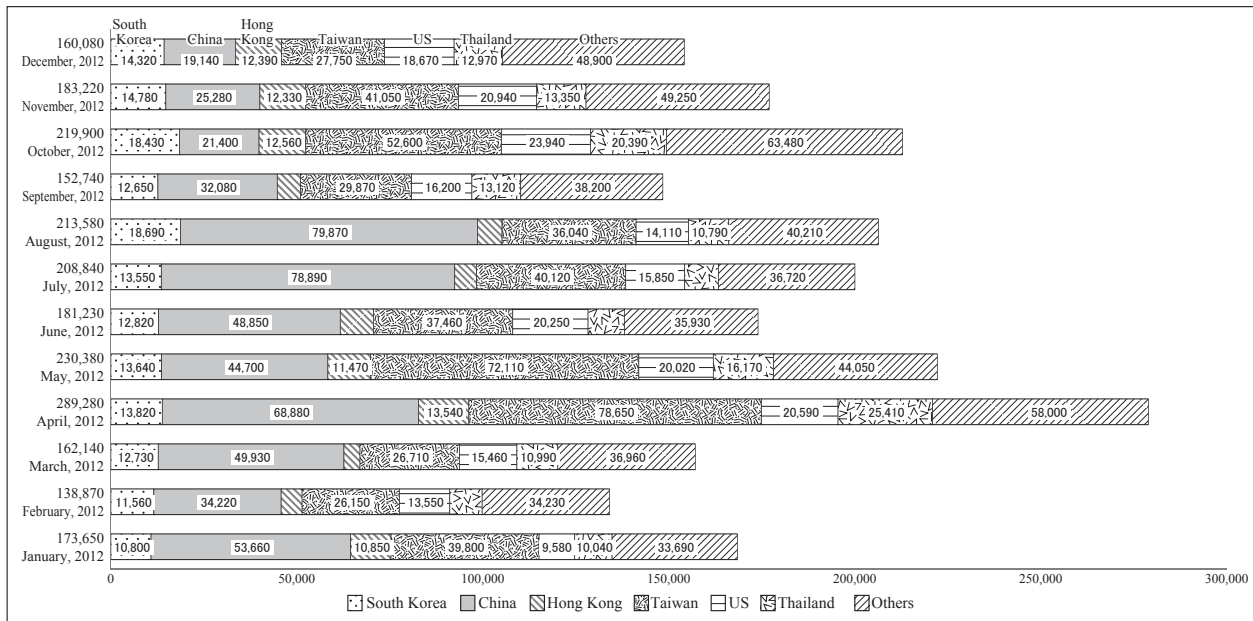 South Korea China Hong Kong Taiwan US Thailand Others
160,080
December, 2012 14,320 19,140 12,390 27,750 18,670 12,970 48,900
183,220
November, 2012 14,780 25,280 12,330 41,050 20,940 13,350 49,250
219,900
October, 2012 18,430 21,400 12,560 52,600 23,940 20,390 63,480
152,740
September, 2012 12,650 32,080 29,870 16,200 13,120 38,200
213,580
August, 2012 18,690 79,870 36,040 14,110 10,790 40,210
208,840
July, 2012 13,550 78,890 40,120 15,850 36,720
181,230
June, 2012 12,820 48,850 37,460 20,250 35,930
230,380
May, 2012 13,640 44,700 11,470 72,110 20,020 16,170 44,050
289,280
April, 2012 13,820 68,880 13,540 78,650 20,590 25,410 58,000
162,140
March, 2012 12,730 49,930 26,710 15,460 10,990 36,960
138,870
February, 2012 11,560 34,220 26,150 13,550 34,230
173,650
January, 2012 10,800 53,660 10,850 39,800 9,580 10,040 33,690
0 50,000 100,000 150,000 200,000 250,000 300,000
South Korea China Hong Kong Taiwan US Thailand Others